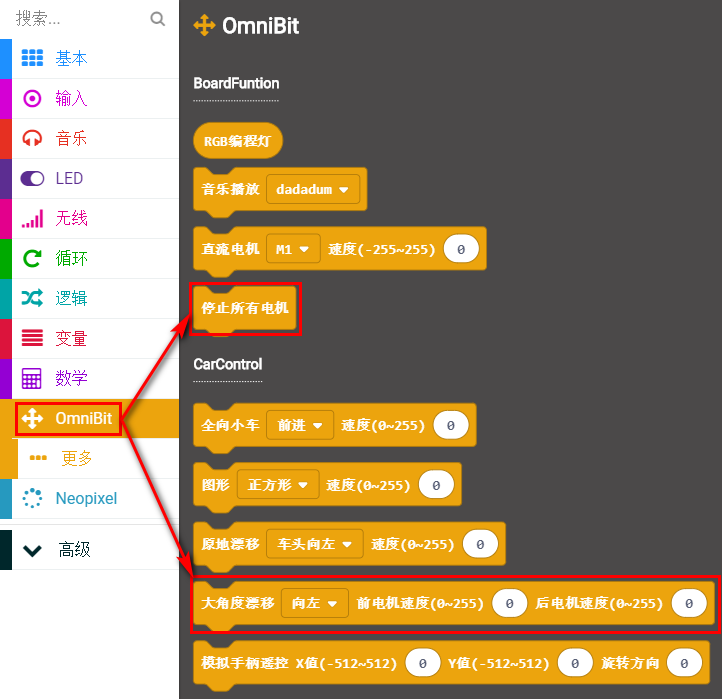 搜索...
基本
输入
音乐
LED
无线
循环
逻辑
变量
数学
OmniBit
更多
Neopixel
高级
OmniBit
BoardFuntion
RGB编程灯
音乐播放 dadadum
直流电机 M1 速度(-255~255) 0
停止所有电机
CarControl
全向小车 前进 速度(0~255) 0
图形 正方形 速度(0~255) 0
原地漂移 车头向左 速度(0~255) 0
大角度漂移 向左 前电机速度(0~255) 0 后电机速度(0~255) 0
模拟手柄遥控 X值(-512~512) 0 Y值(-512~512) 0 旋转方向 0